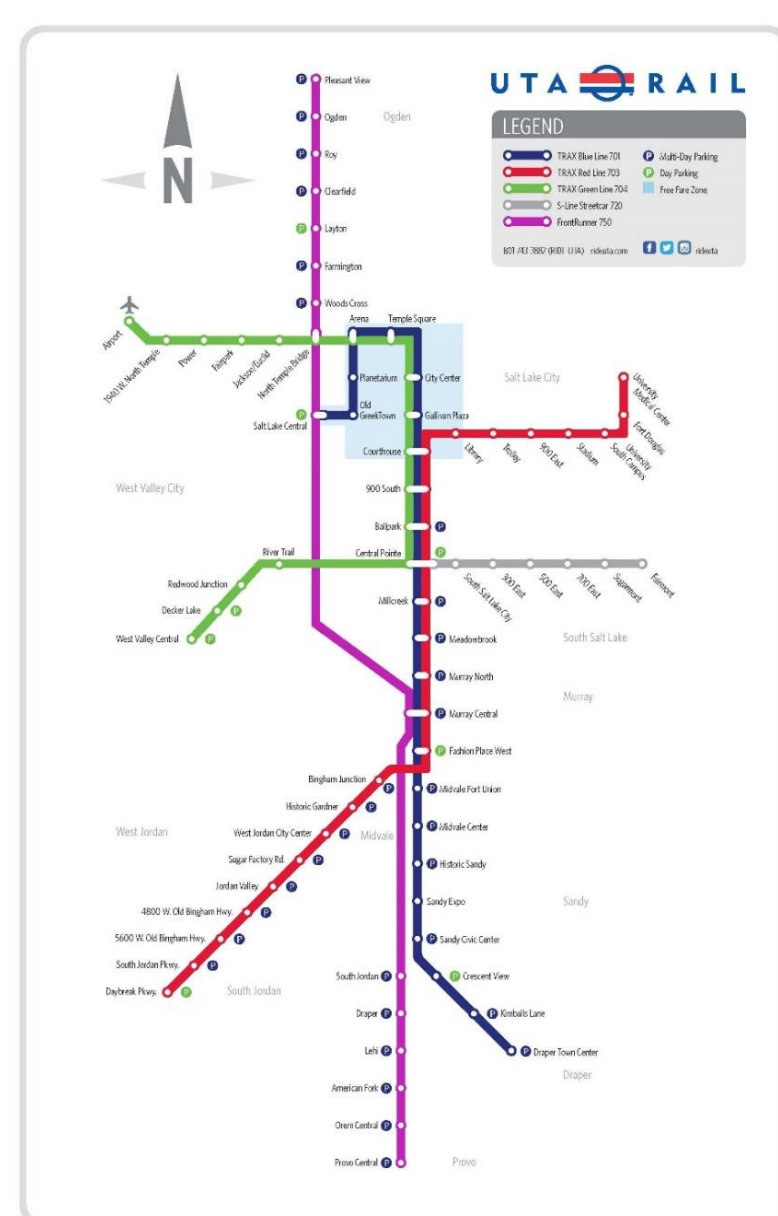 UTA RAIL
LEGEND
TRAX Blue Line 701
TRAX Red Line 703
TRAX Green Line 704
S-Line Streetcar 720
FrontRunner 750
P Multi-Day Parking
P Day Parking
Free Fare Zone
rideuta.com
rideuta
N
P Pleasant View
P Ogden
Ogden
P Roy
P Clearfield
P Layton
P Farmington
P Woods Cross
Airport
1940 W. North Temple
Power
Fairpark
Jackson/Euclid
North Temple Bridge
Arena
Temple Square
Planetarium
City Center
Salt Lake City
Old
GreekTown
Gallivan Plaza
P
Salt Lake Central
Courthouse
Library
Trolley
900 East
Stadium
University
South Campus
Fort Douglas
University
Medical Center
West Valley City
900 South
Ballpark
P
River Trail
Central Pointe
P
South Salt Lake City
300 East
500 East
700 East
Sugarmont
Fairmont
Redwood Junction
Decker Lake P
West Valley Central P
Millcreek P
P Meadowbrook
South Salt Lake
P Murray North
Murray
P Murray Central
P Fashion Place West
Bingham Junction
P
P Midvale Fort Union
Historic Gardner P
West Jordan
West Jordan City Center P
Midvale
P Midvale Center
Sugar Factory Rd. P
P Historic Sandy
Jordan Valley P
Sandy Expo
Sandy
4800 W. Old Bingham Hwy. P
5600 W. Old Bingham Hwy. P
P Sandy Civic Center
South Jordan Pkwy. P
Daybreak Pkwy. P
South Jordan
South Jordan P
P Crescent View
Draper P
P Kimballs Lane
Lehi P
P Draper Town Center
Draper
American Fork P
Orem Central P
Provo Central P
Provo